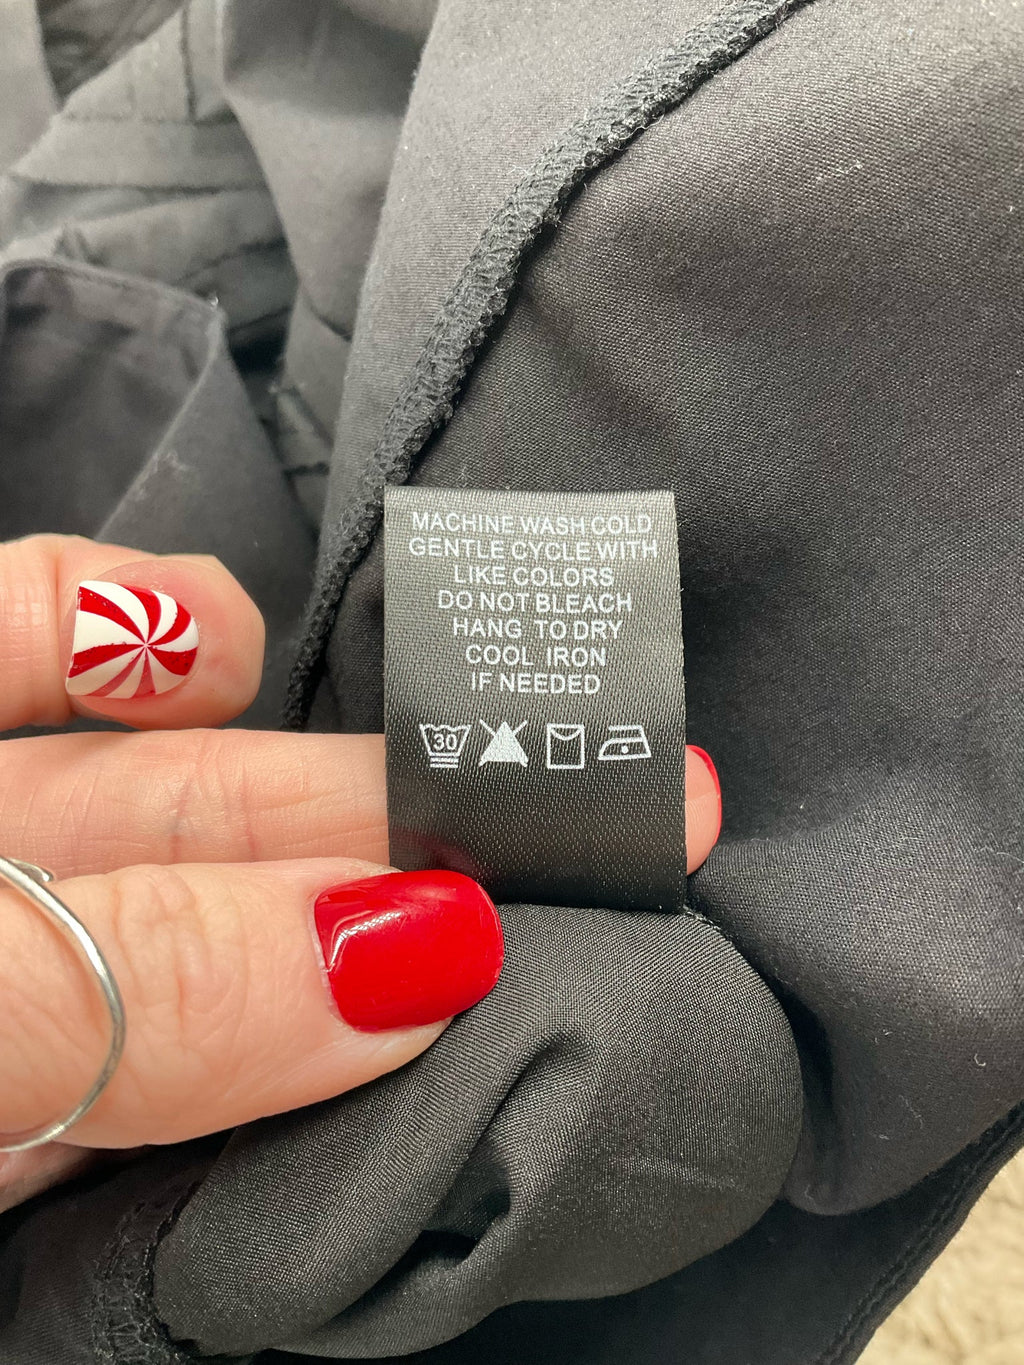 MACHINE WASH COLD
GENTLE CYCLE WITH
LIKE COLORS
DO NOT BLEACH
HANG TO DRY
COOL IRON
IF NEEDED
30